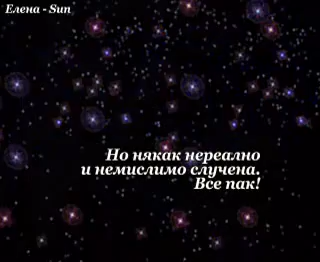 Елена - Sun
Но някак нереално
и немислимо случена.
Все пак!